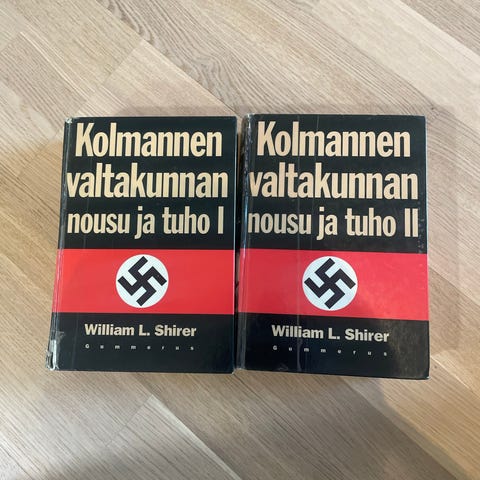 Kolmannen
valtakunnan
nousu ja tuho I
William L. Shirer
Gummerus
Kolmannen
valtakunnan
nousu ja tuho II
William L. Shirer
Gummerus